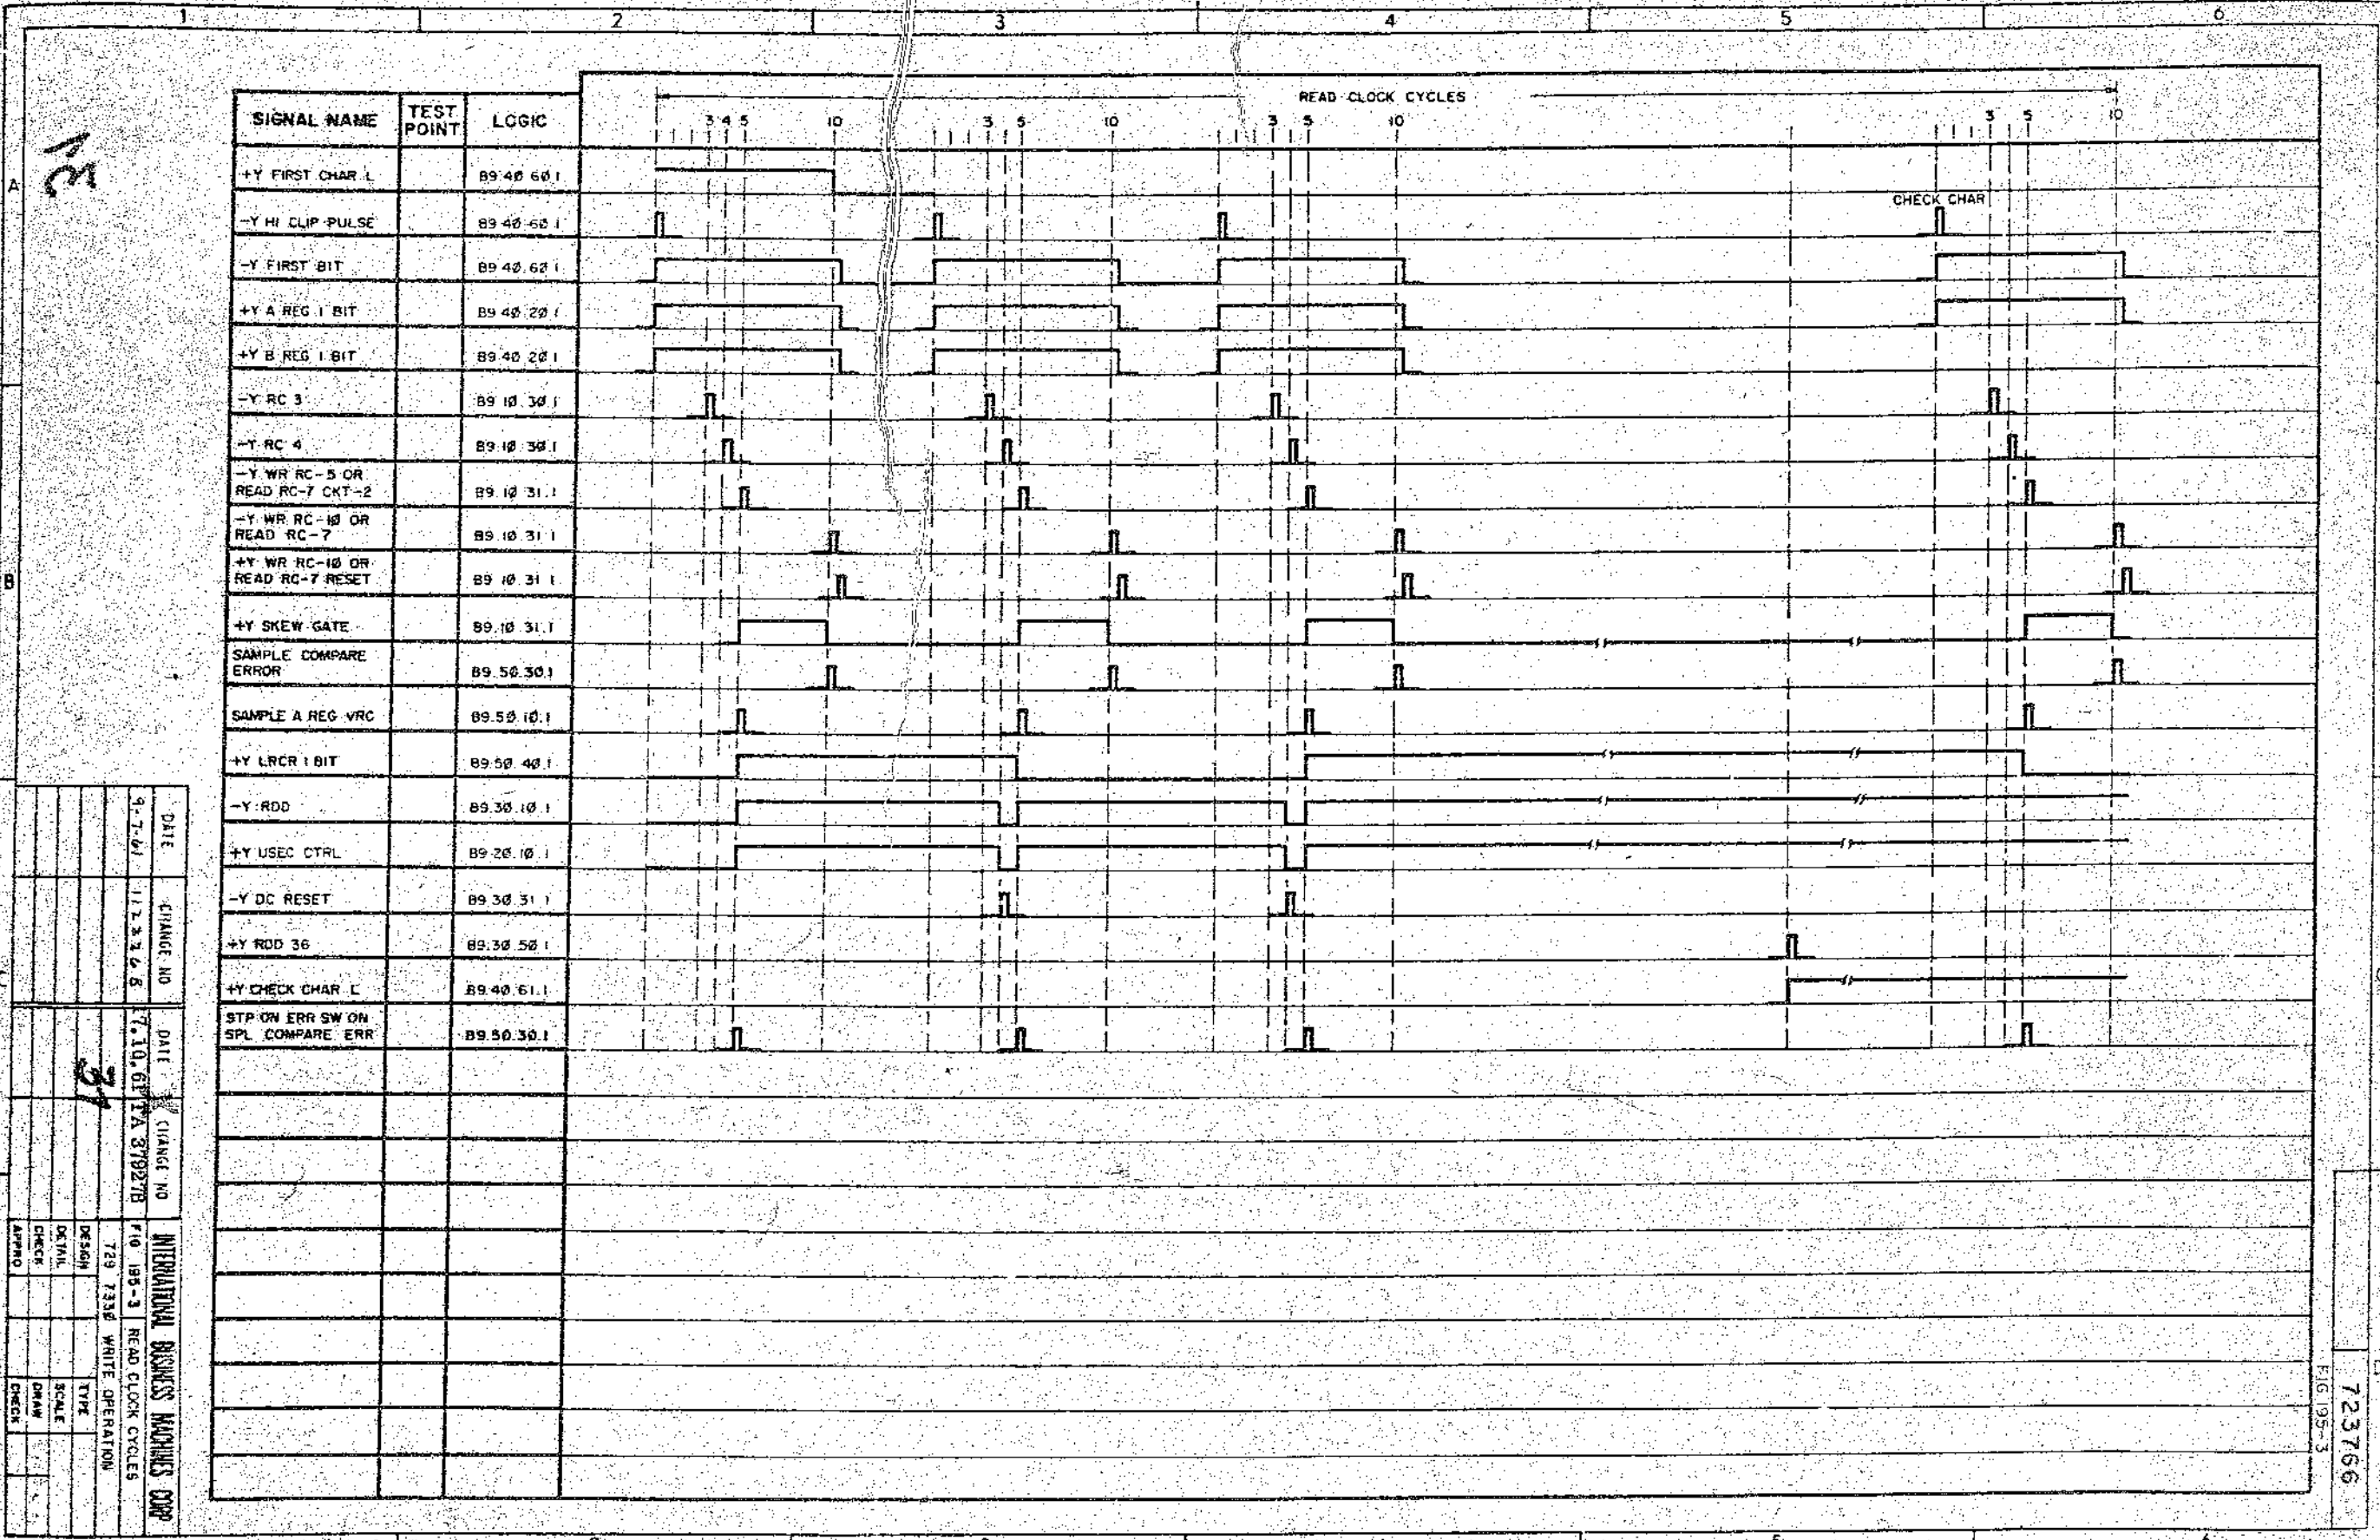 1 2 3 4 5 6
READ CLOCK CYCLES
SIGNAL NAME TEST POINT LOGIC
3 4 5 10 3 5 10 3 5 10 3 5 10
A
+Y FIRST CHAR L B9.40.60.1
CHECK CHAR
-Y HI CLIP PULSE B9.40.60.1
-Y FIRST BIT B9.40.60.1
+Y A REG 1 BIT B9.40.20.1
+Y B REG 1 BIT B9.40.20.1
-Y RC 3 B9.10.30.1
-Y RC 4 B9.10.30.1
-Y WR RC-5 OR
READ RC-7 CKT-2 B9.10.31.1
-Y WR RC-10 OR
READ RC-7 B9.10.31.1
+Y WR RC-10 OR
READ RC-7 RESET B9.10.31.1
B
+Y SKEW GATE B9.10.31.1
SAMPLE COMPARE
ERROR B9.50.30.1
SAMPLE A REG VRC B9.50.10.1
+Y LRCR 1 BIT B9.50.40.1
-Y RDD B9.30.10.1
+Y USEC CTRL B9.20.10.1
-Y DC RESET B9.30.31.1
+Y RDD 36 B9.30.50.1
+Y CHECK CHAR L B9.40.61.1
STP ON ERR SW ON
SPL COMPARE ERR B9.50.30.1
DATE CHANGE NO DATE CHANGE NO
9-7-61
37
INTERNATIONAL BUSINESS MACHINES CORP
FIG 195-3 READ CLOCK CYCLES
729 7330 WRITE OPERATION
DESIGN TYPE
DETAIL SCALE
CHECK DRAW
APPRO CHECK
723766
FIG 195-3